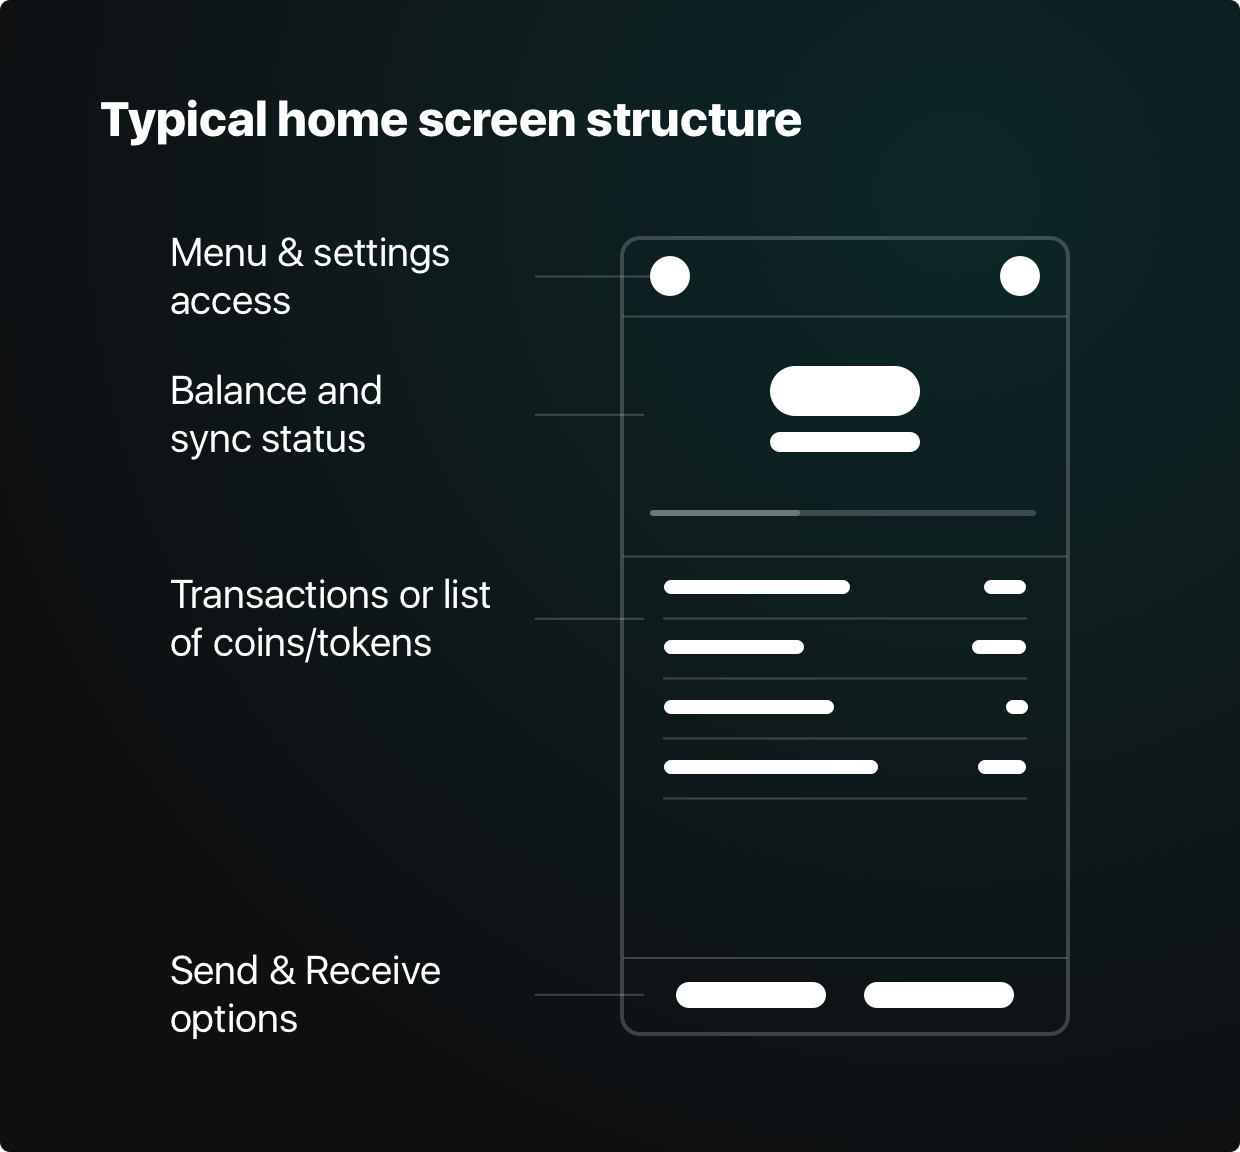 Typical home screen structure
Menu & settings
access
Balance and
sync status
Transactions or list
of coins/tokens
Send & Receive
options